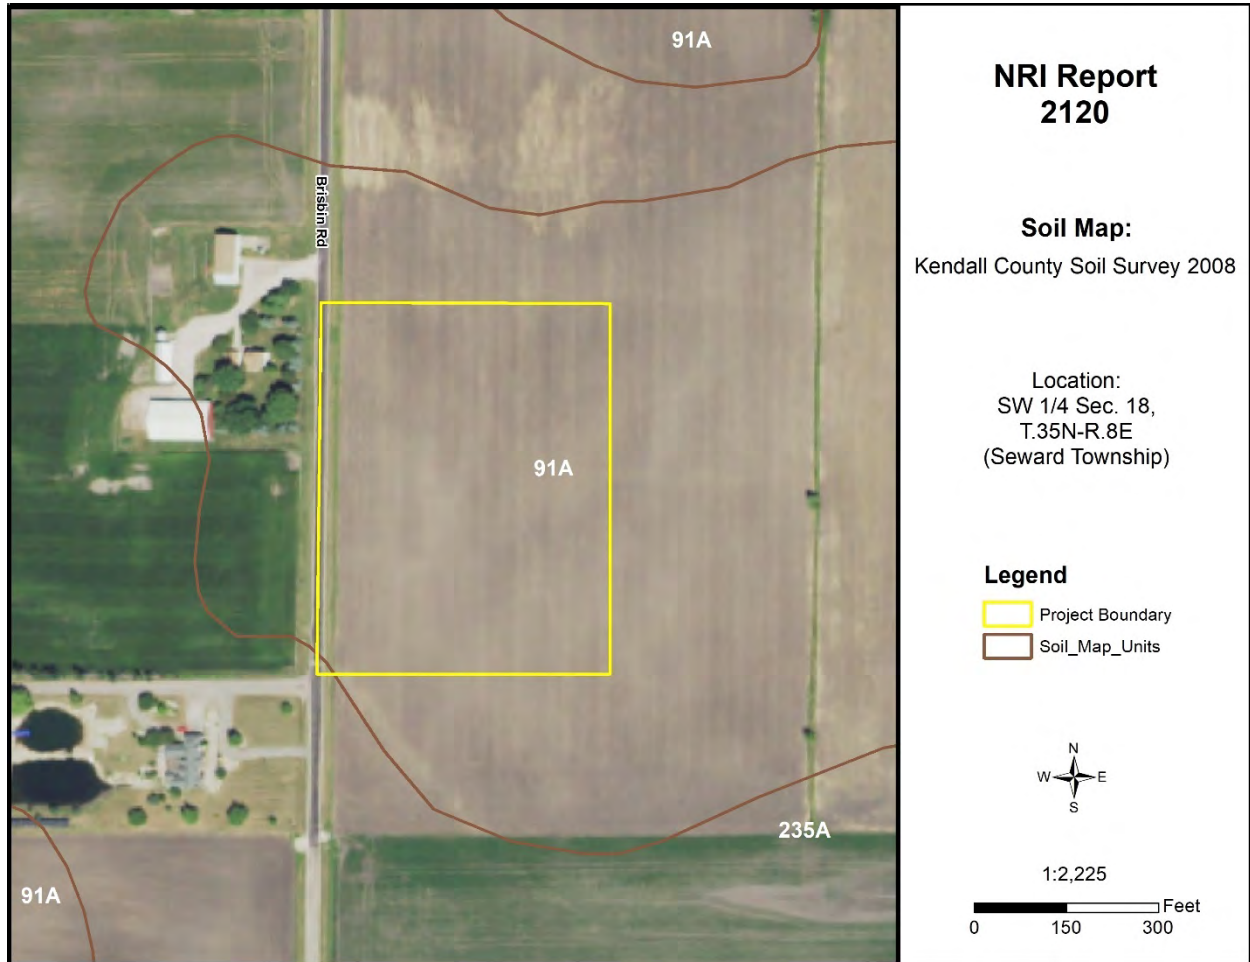 91A
Brisbin Rd
91A
235A
91A
NRI Report
2120
Soil Map:
Kendall County Soil Survey 2008
Location:
SW 1/4 Sec. 18,
T.35N-R.8E
(Seward Township)
Legend
Project Boundary
Soil_Map_Units
N
W E
S
1:2,225
Feet
0 150 300